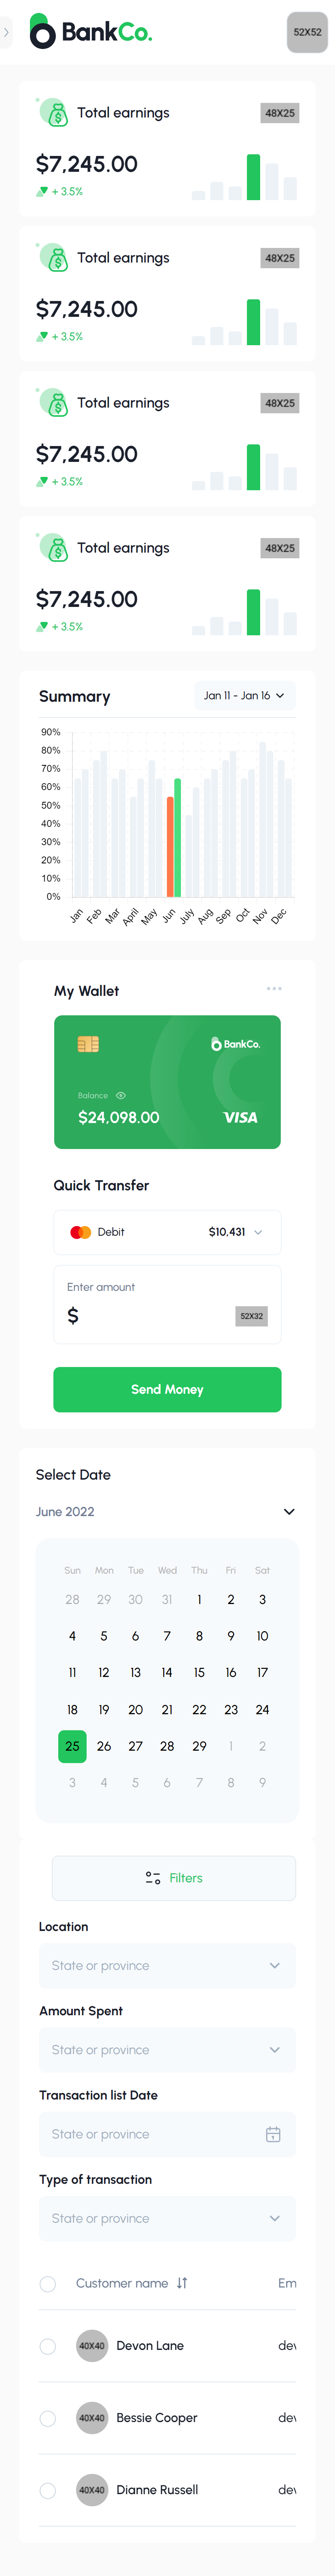 BankCo.
52X52
Total earnings
48X25
$7,245.00
+ 3.5%
Total earnings
48X25
$7,245.00
+ 3.5%
Total earnings
48X25
$7,245.00
+ 3.5%
Total earnings
48X25
$7,245.00
+ 3.5%
Summary
Jan 11 - Jan 16
90%
80%
70%
60%
50%
40%
30%
20%
10%
0%
Jan Feb Mar April May Jun July Aug Sep Oct Nov Dec
My Wallet
BankCo.
Balance
$24,098.00
VISA
Quick Transfer
Debit
$10,431
Enter amount
$
52X32
Send Money
Select Date
June 2022
Sun Mon Tue Wed Thu Fri Sat
28 29 30 31 1 2 3
4 5 6 7 8 9 10
11 12 13 14 15 16 17
18 19 20 21 22 23 24
25 26 27 28 29 1 2
3 4 5 6 7 8 9
Filters
Location
State or province
Amount Spent
State or province
Transaction list Date
State or province
Type of transaction
State or province
Customer name
Em
40X40
Devon Lane
dev
40X40
Bessie Cooper
dev
40X40
Dianne Russell
dev